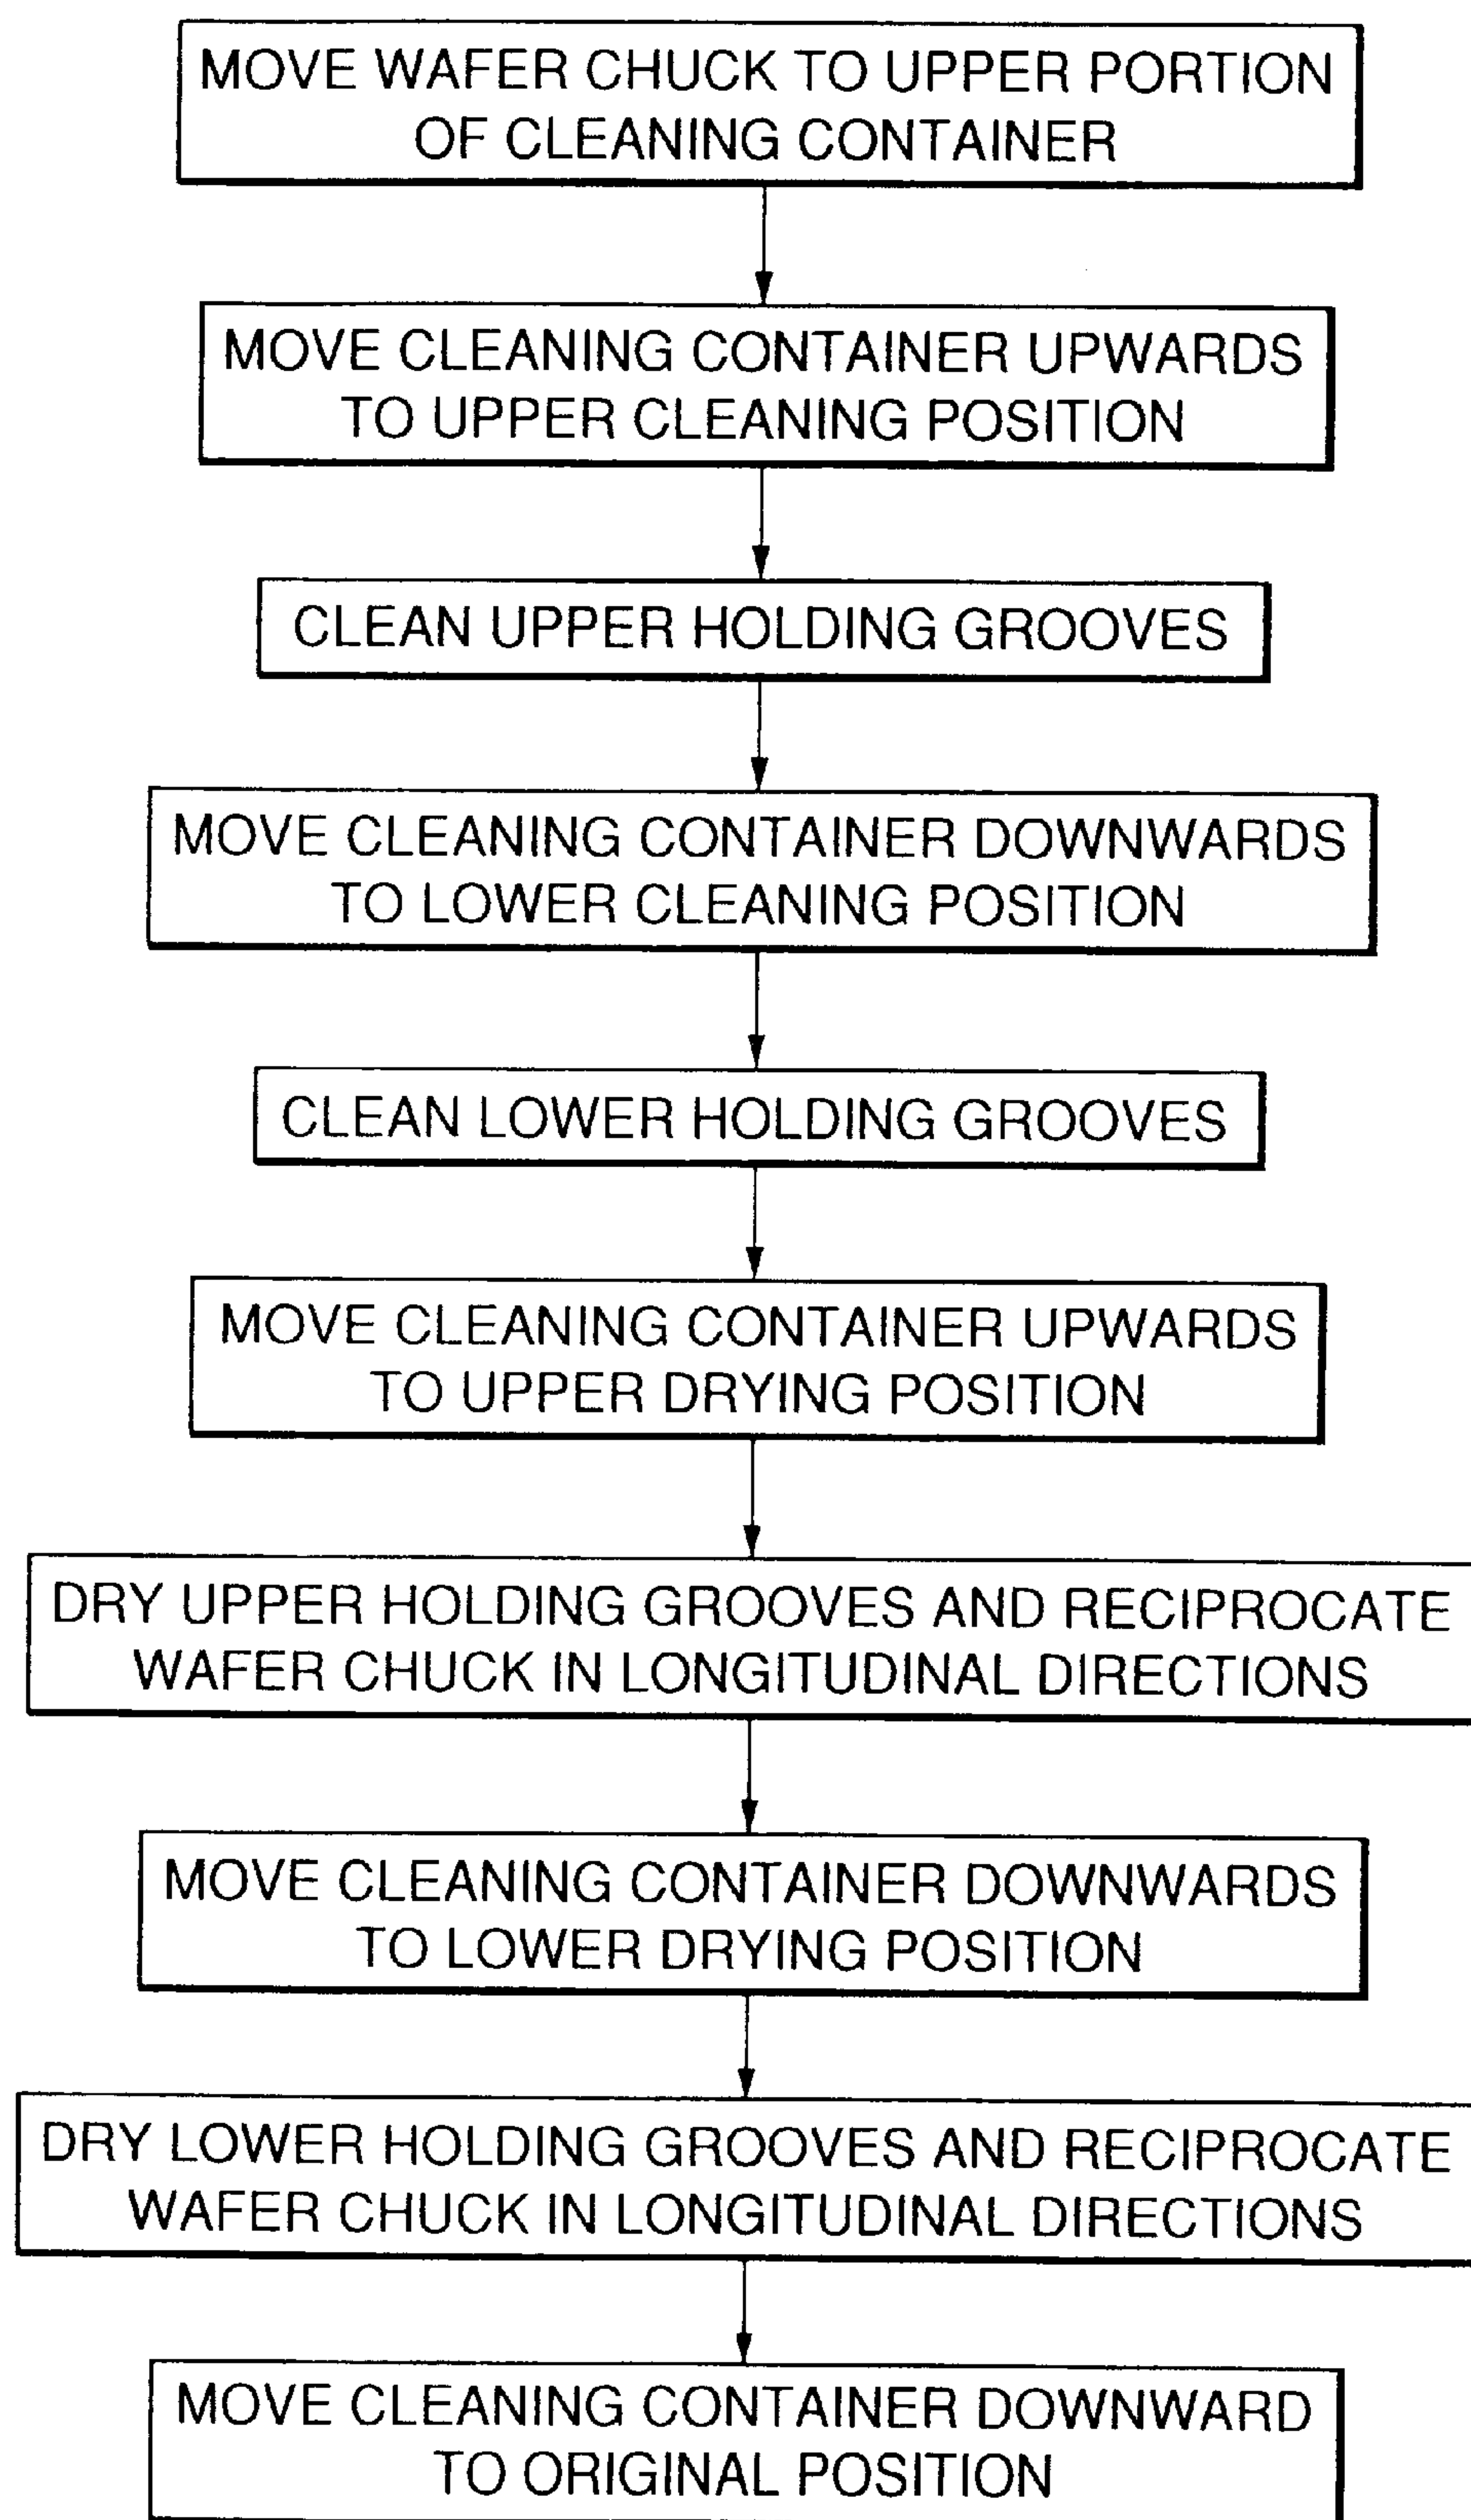 MOVE WAFER CHUCK TO UPPER PORTION
OF CLEANING CONTAINER
MOVE CLEANING CONTAINER UPWARDS
TO UPPER CLEANING POSITION
CLEAN UPPER HOLDING GROOVES
MOVE CLEANING CONTAINER DOWNWARDS
TO LOWER CLEANING POSITION
CLEAN LOWER HOLDING GROOVES
MOVE CLEANING CONTAINER UPWARDS
TO UPPER DRYING POSITION
DRY UPPER HOLDING GROOVES AND RECIPROCATE
WAFER CHUCK IN LONGITUDINAL DIRECTIONS
MOVE CLEANING CONTAINER DOWNWARDS
TO LOWER DRYING POSITION
DRY LOWER HOLDING GROOVES AND RECIPROCATE
WAFER CHUCK IN LONGITUDINAL DIRECTIONS
MOVE CLEANING CONTAINER DOWNWARD
TO ORIGINAL POSITION